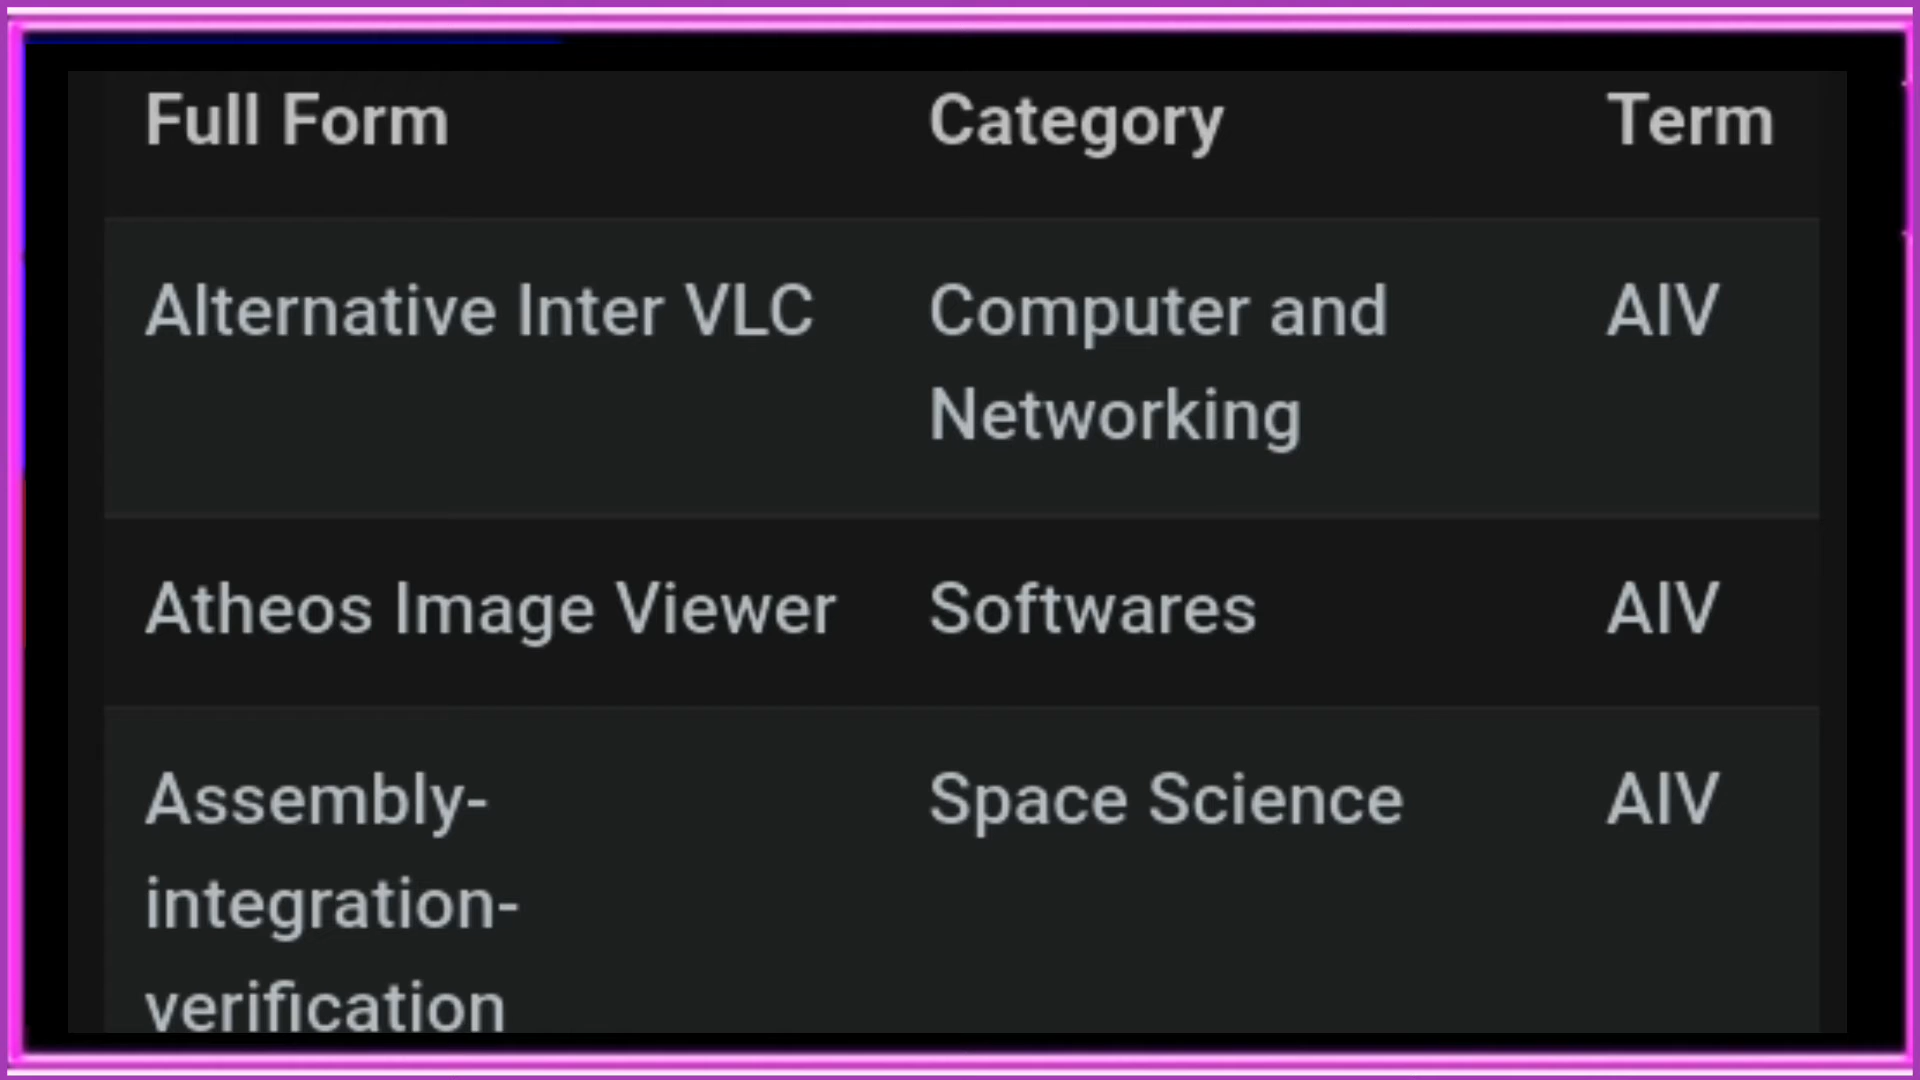 Full Form Category Term
Alternative Inter VLC Computer and AIV
Networking
Atheos Image Viewer Softwares AIV
Assembly- Space Science AIV
integration-
verification